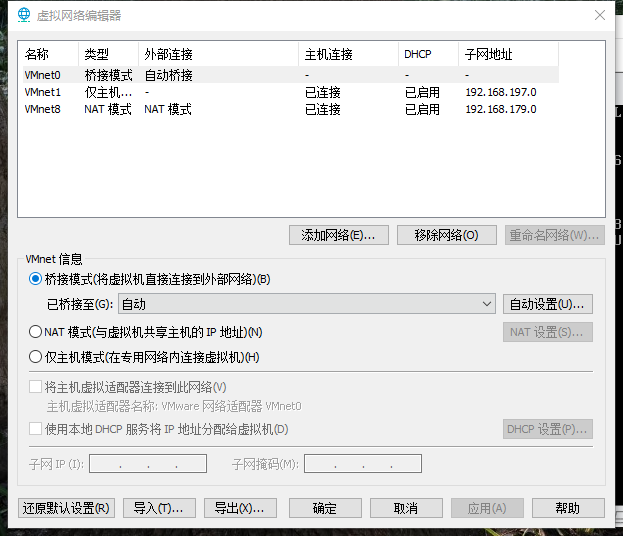 虚拟网络编辑器
名称 类型 外部连接 主机连接 DHCP 子网地址
VMnet0 桥接模式 自动桥接 - - -
VMnet1 仅主机... - 已连接 已启用 192.168.197.0
VMnet8 NAT 模式 NAT 模式 已连接 已启用 192.168.179.0
添加网络(E)... 移除网络(O) 重命名网络(W)...
VMnet 信息
桥接模式(将虚拟机直接连接到外部网络)(B)
已桥接至(G): 自动 自动设置(U)...
NAT 模式(与虚拟机共享主机的 IP 地址)(N) NAT 设置(S)...
仅主机模式(在专用网络内连接虚拟机)(H)
将主机虚拟适配器连接到此网络(V)
主机虚拟适配器名称: VMware 网络适配器 VMnet0
使用本地 DHCP 服务将 IP 地址分配给虚拟机(D) DHCP 设置(P)...
子网 IP (I): . . . 子网掩码(M): . . .
还原默认设置(R) 导入(T)... 导出(X)... 确定 取消 应用(A) 帮助